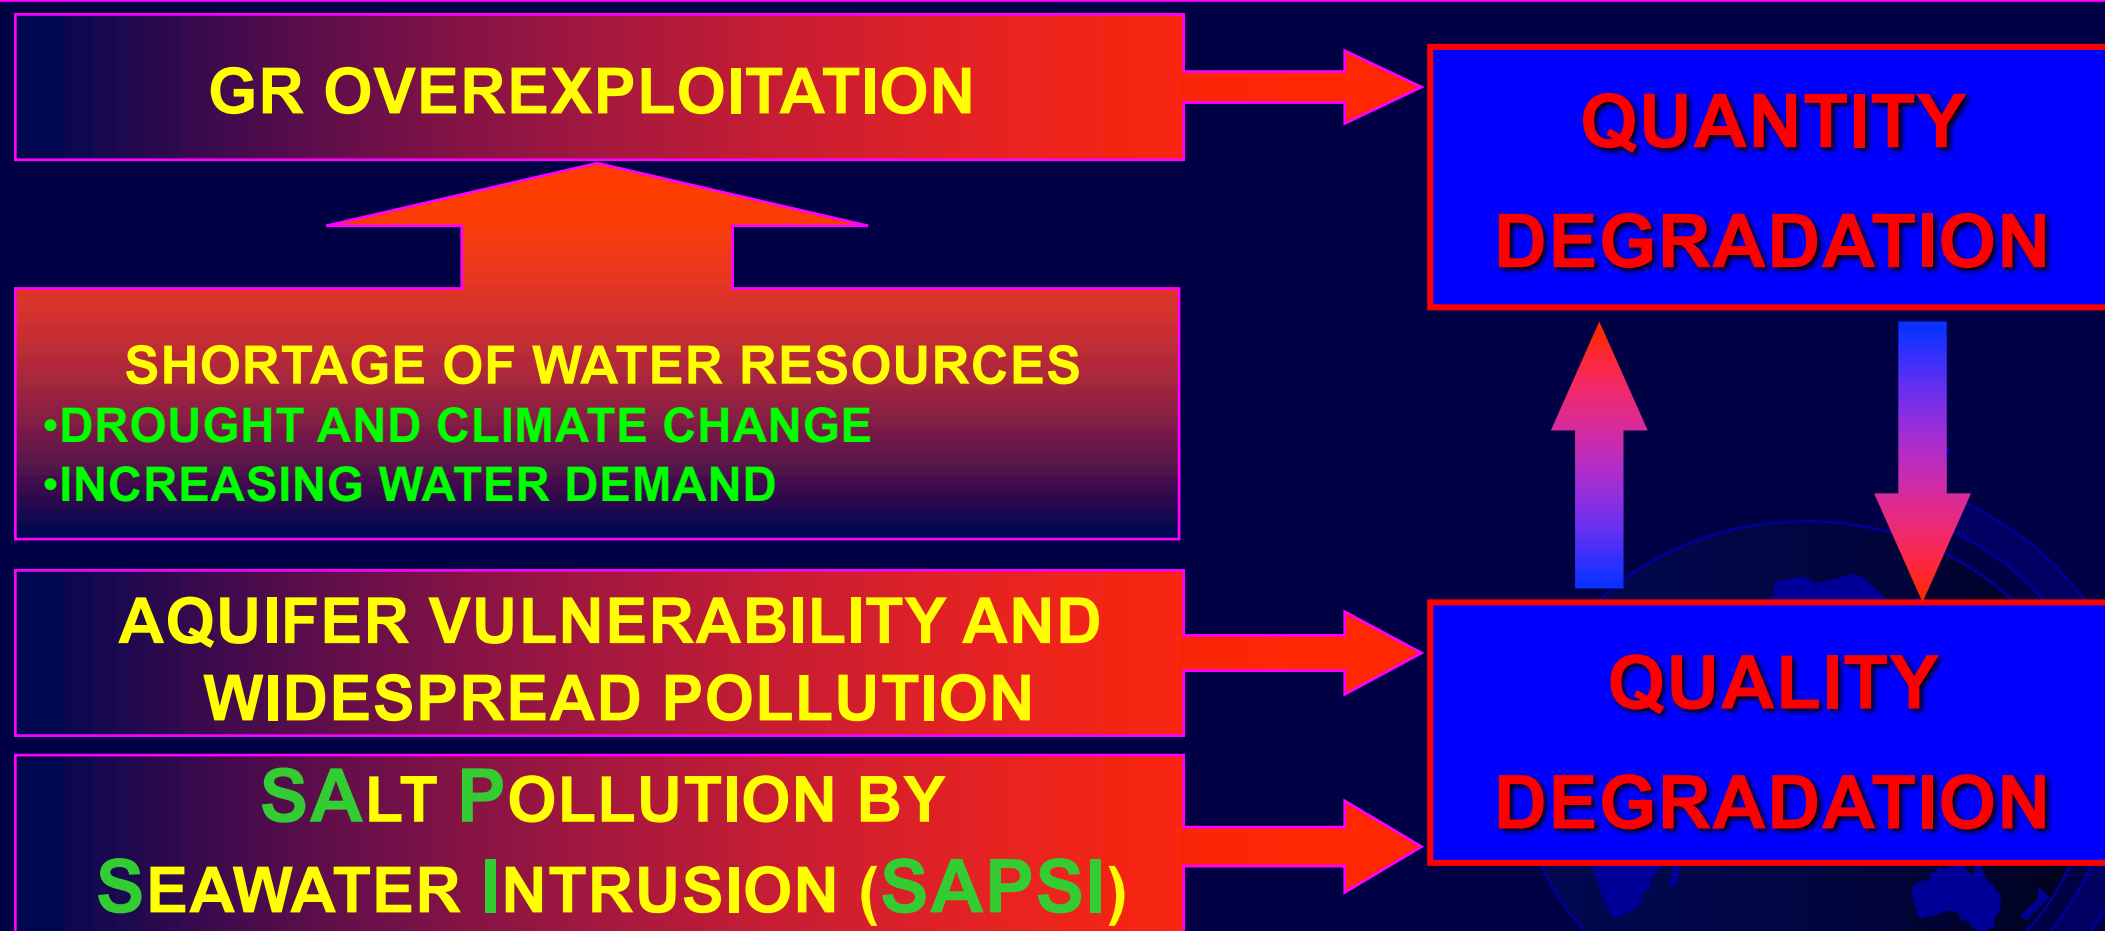 GR OVEREXPLOITATION
QUANTITY
DEGRADATION
SHORTAGE OF WATER RESOURCES
•DROUGHT AND CLIMATE CHANGE
•INCREASING WATER DEMAND
AQUIFER VULNERABILITY AND
WIDESPREAD POLLUTION
QUALITY
DEGRADATION
SALT POLLUTION BY
SEAWATER INTRUSION (SAPSI)